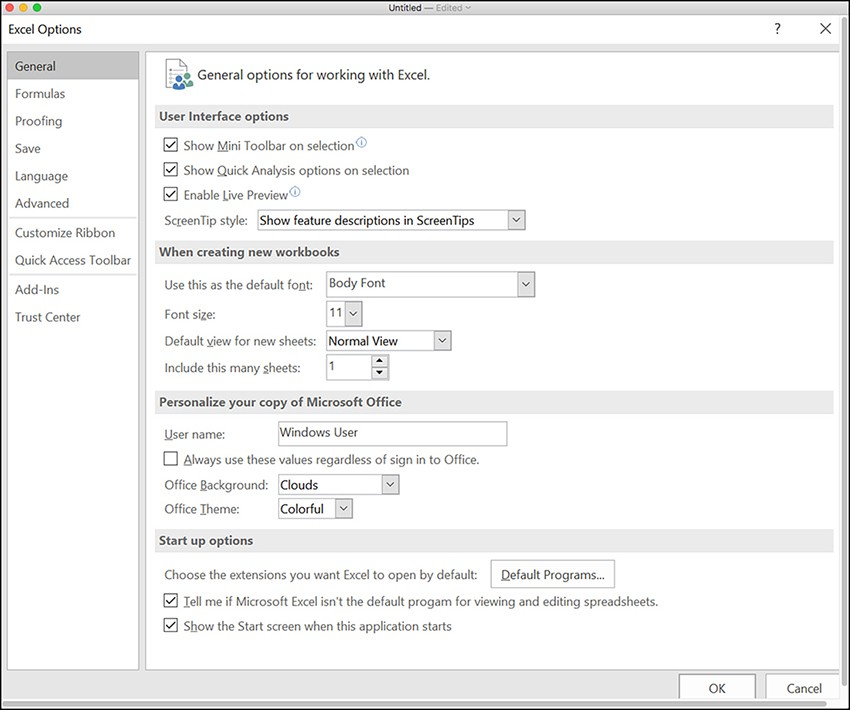 Untitled — Edited
Excel Options ?
General
Formulas
Proofing
Save
Language
Advanced
Customize Ribbon
Quick Access Toolbar
Add-Ins
Trust Center
General options for working with Excel.
User Interface options
Show Mini Toolbar on selection
Show Quick Analysis options on selection
Enable Live Preview
ScreenTip style: Show feature descriptions in ScreenTips
When creating new workbooks
Use this as the default font: Body Font
Font size: 11
Default view for new sheets: Normal View
Include this many sheets: 1
Personalize your copy of Microsoft Office
User name: Windows User
Always use these values regardless of sign in to Office.
Office Background: Clouds
Office Theme: Colorful
Start up options
Choose the extensions you want Excel to open by default: Default Programs...
Tell me if Microsoft Excel isn't the default progam for viewing and editing spreadsheets.
Show the Start screen when this application starts
OK Cancel